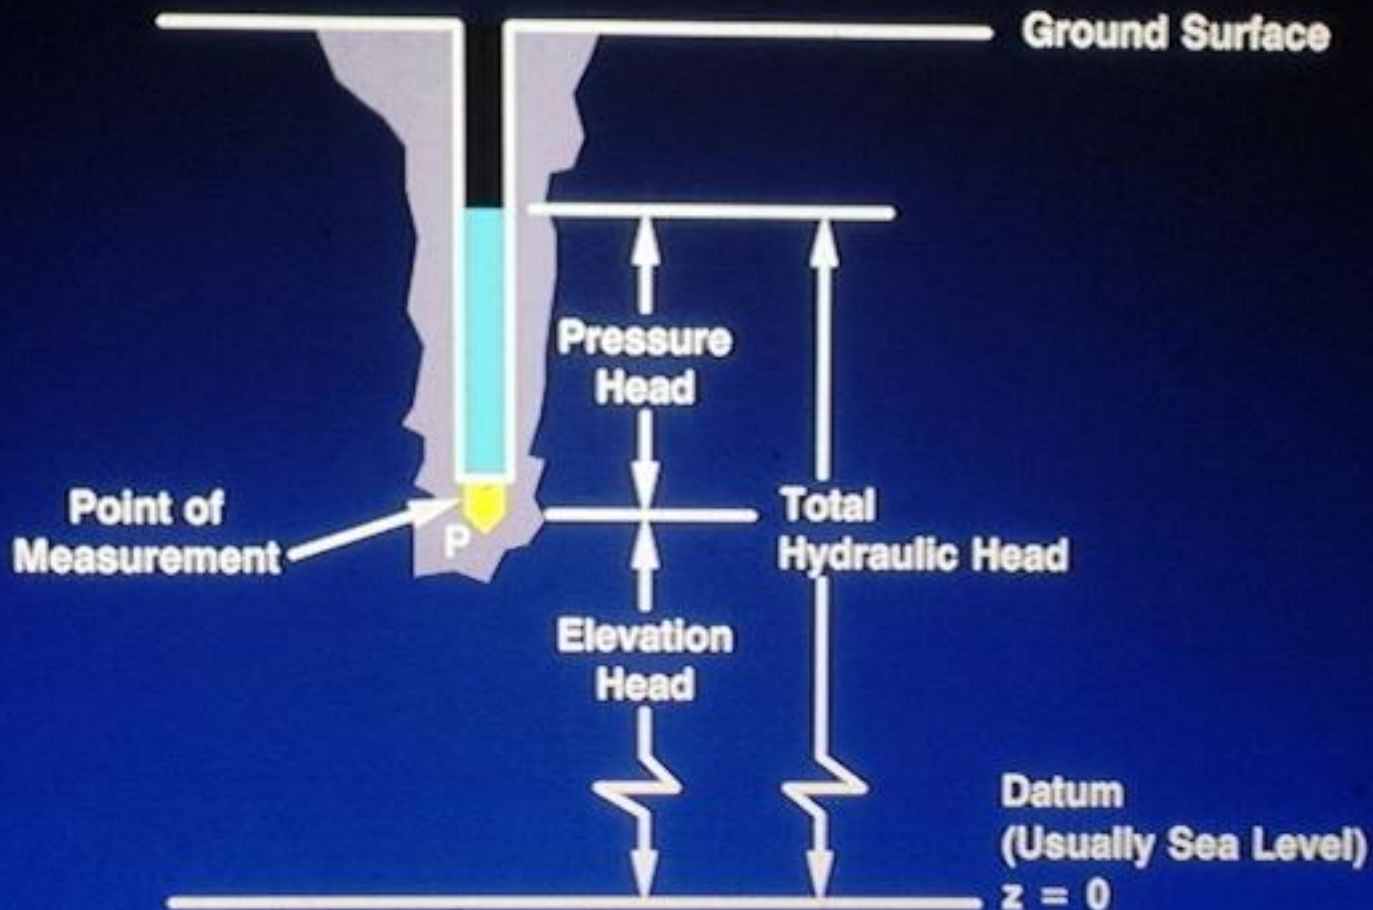 Ground Surface
Pressure
Head
Point of
Measurement
P
Total
Hydraulic Head
Elevation
Head
Datum
(Usually Sea Level)
z = 0